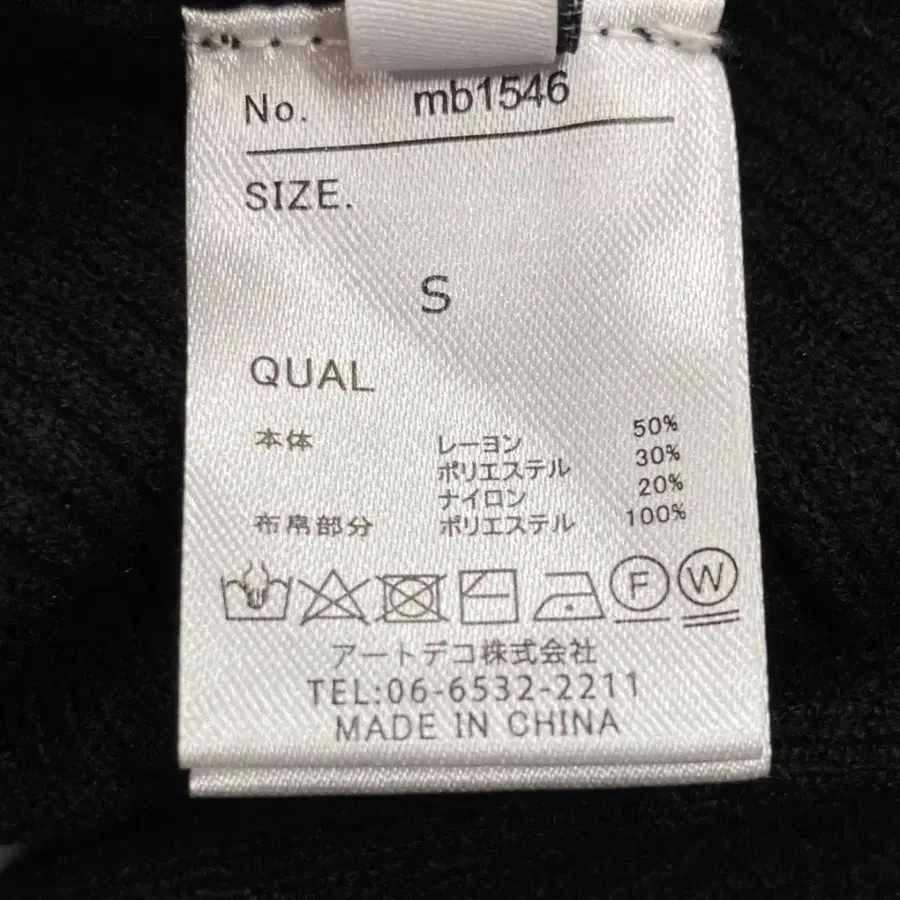 No. mb1546
SIZE.
S
QUAL
本体 レーヨン 50%
ポリエステル 30%
ナイロン 20%
布帛部分 ポリエステル 100%
F W
アートデコ株式会社
TEL:06-6532-2211
MADE IN CHINA